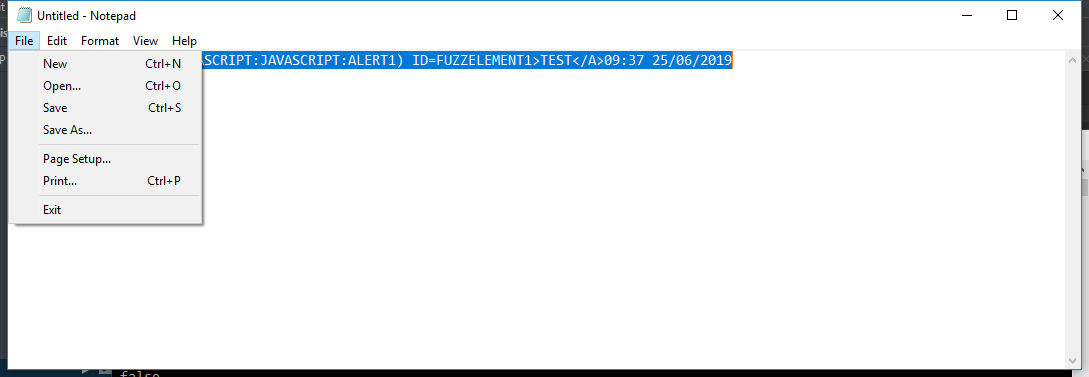 Untitled - Notepad
File Edit Format View Help
SCRIPT:JAVASCRIPT:ALERT1) ID=FUZZELEMENT1>TEST</A>09:37 25/06/2019
New Ctrl+N
Open... Ctrl+O
Save Ctrl+S
Save As...
Page Setup...
Print... Ctrl+P
Exit
false